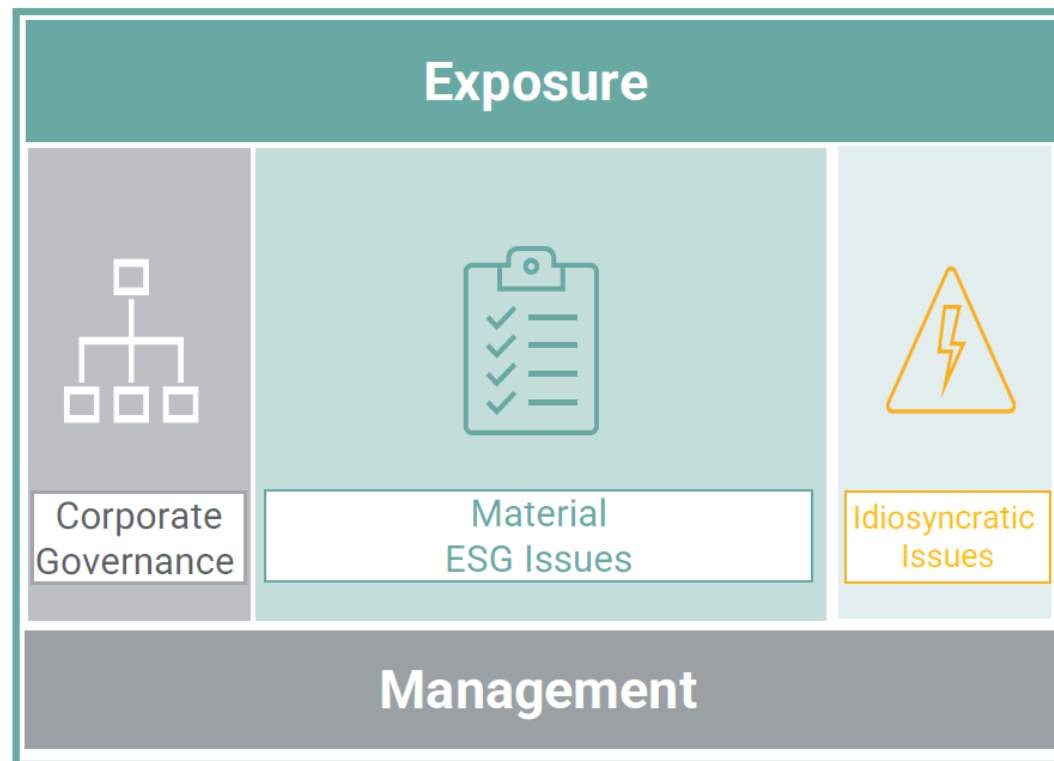 Exposure
Corporate
Governance
Material
ESG Issues
Idiosyncratic
Issues
Management